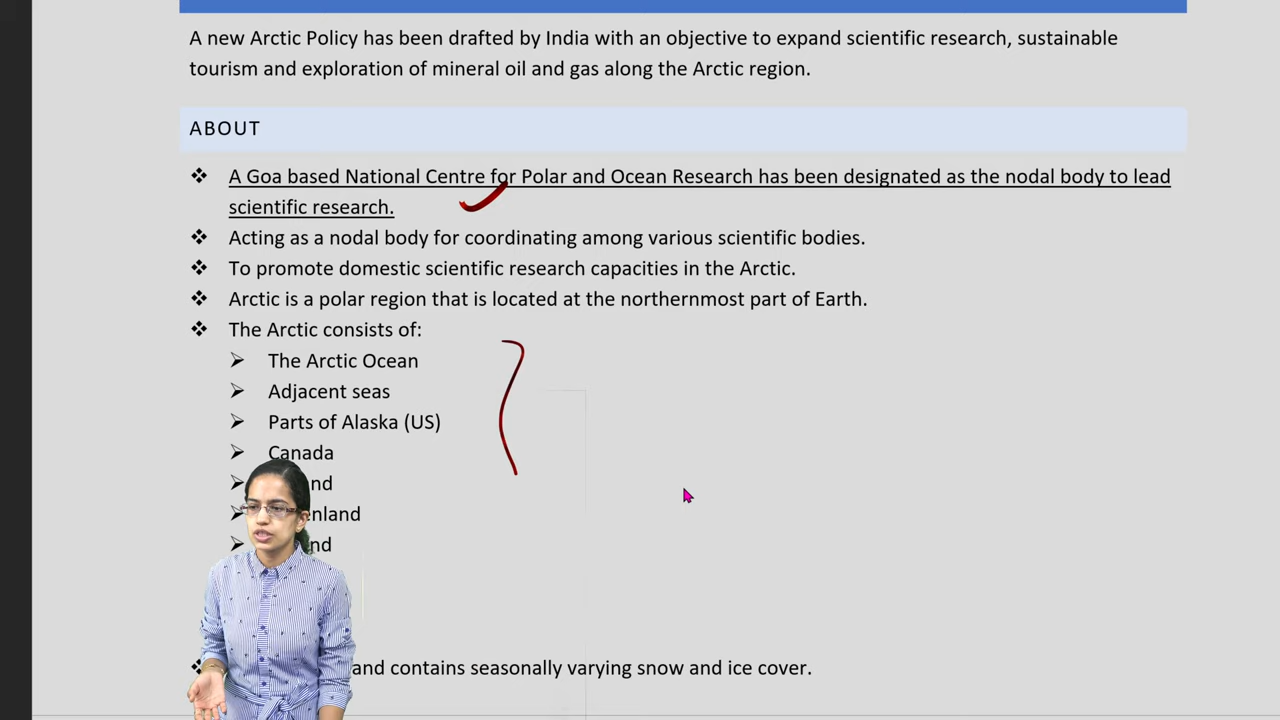 A new Arctic Policy has been drafted by India with an objective to expand scientific research, sustainable
tourism and exploration of mineral oil and gas along the Arctic region.
ABOUT
❖ A Goa based National Centre for Polar and Ocean Research has been designated as the nodal body to lead
scientific research.
❖ Acting as a nodal body for coordinating among various scientific bodies.
❖ To promote domestic scientific research capacities in the Arctic.
❖ Arctic is a polar region that is located at the northernmost part of Earth.
❖ The Arctic consists of:
➢ The Arctic Ocean
➢ Adjacent seas
➢ Parts of Alaska (US)
➢ Canada
➢
➢
➢
❖ and contains seasonally varying snow and ice cover.